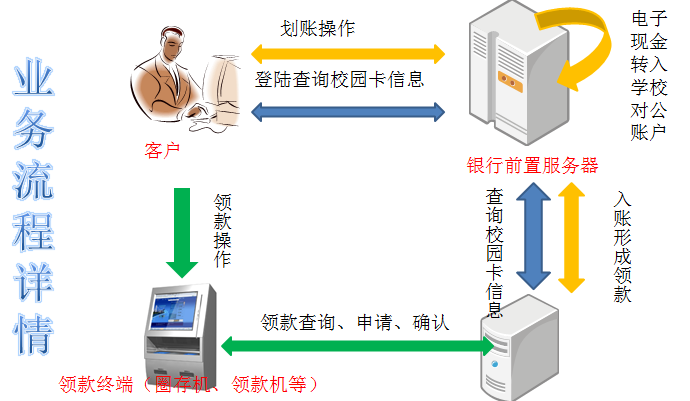 业务流程详情
划账操作
登陆查询校园卡信息
电子
现金
转入
学校
对公
账户
客户
银行前置服务器
领款操作
查询校园卡信息
入账形成领款
领款查询、申请、确认
领款终端（圈存机、领款机等）